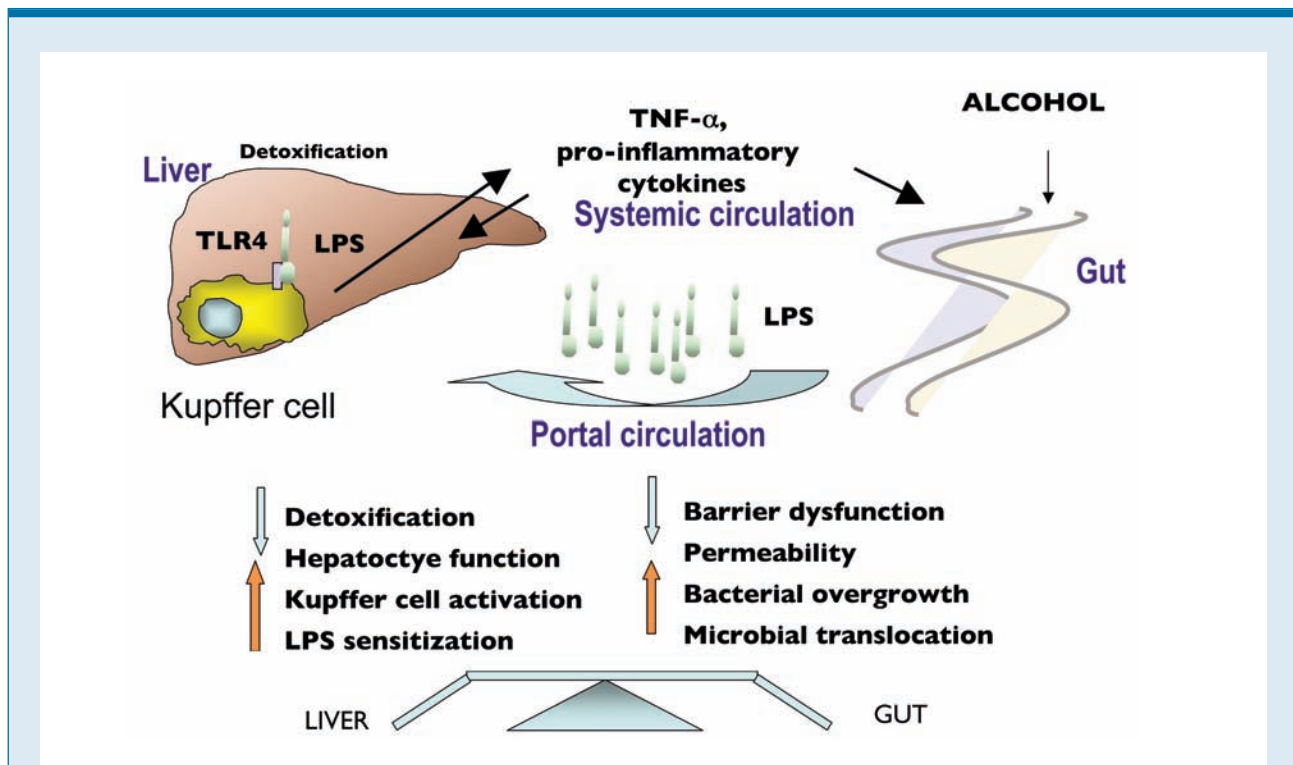 ALCOHOL
TNF-α,
pro-inflammatory
cytokines
Systemic circulation
Detoxification
Liver
TLR4 LPS
Kupffer cell
LPS
Gut
Portal circulation
Detoxification
Hepatoctye function
Kupffer cell activation
LPS sensitization
Barrier dysfunction
Permeability
Bacterial overgrowth
Microbial translocation
LIVER
GUT